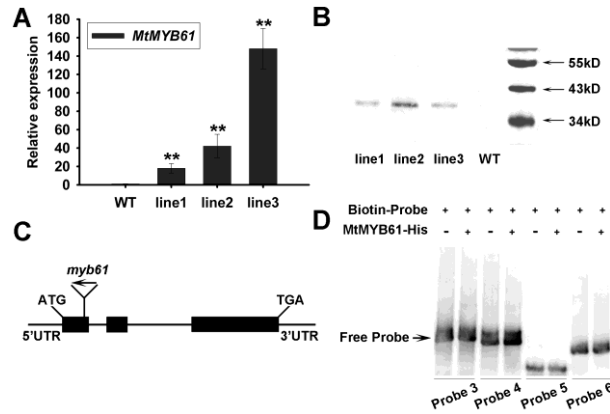 A
MtMYB61
**
**
**
Relative expression
180
160
140
120
100
80
60
40
20
0
WT line1 line2 line3
B
55kD
43kD
34kD
line1 line2 line3 WT
C
myb61
ATG
TGA
5'UTR
3'UTR
D
Biotin-Probe + + + + + + + +
MtMYB61-His - + - + - + - +
Free Probe
Probe 3 Probe 4 Probe 5 Probe 6